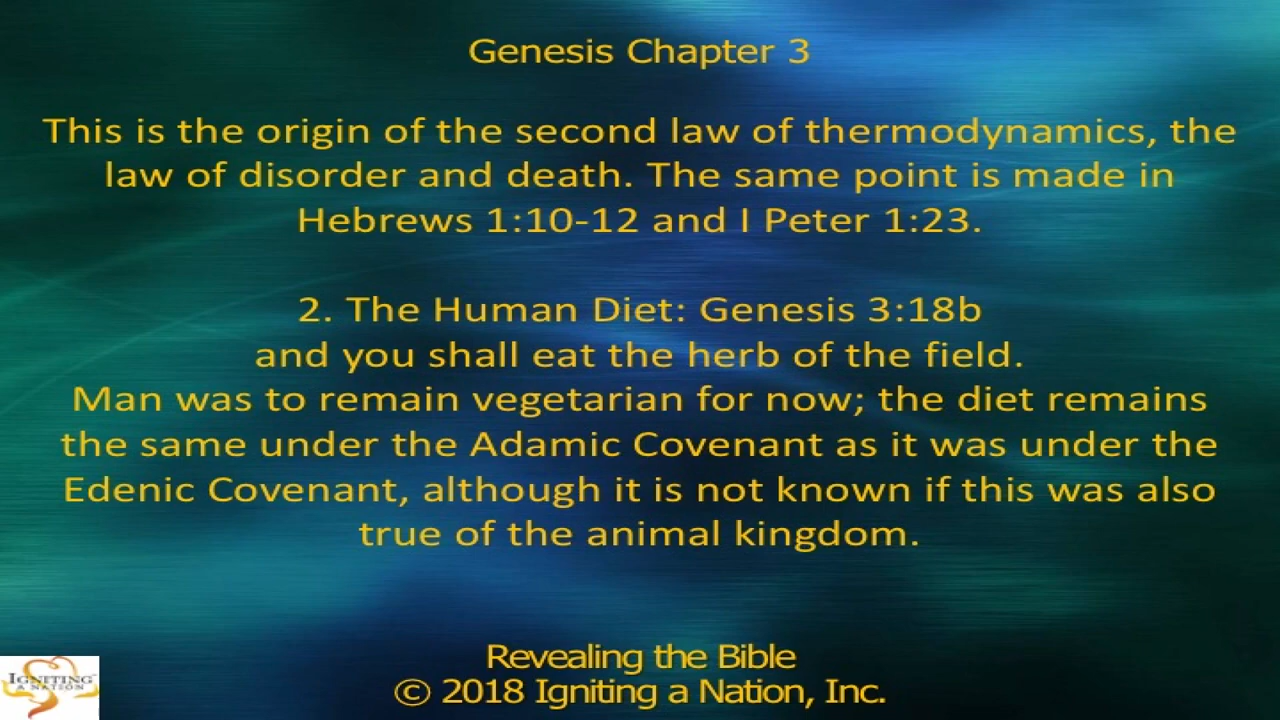 Genesis Chapter 3
This is the origin of the second law of thermodynamics, the
law of disorder and death. The same point is made in
Hebrews 1:10-12 and I Peter 1:23.
2. The Human Diet: Genesis 3:18b
and you shall eat the herb of the field.
Man was to remain vegetarian for now; the diet remains
the same under the Adamic Covenant as it was under the
Edenic Covenant, although it is not known if this was also
true of the animal kingdom.
Revealing the Bible
© 2018 Igniting a Nation, Inc.
IGNITING
A NATION